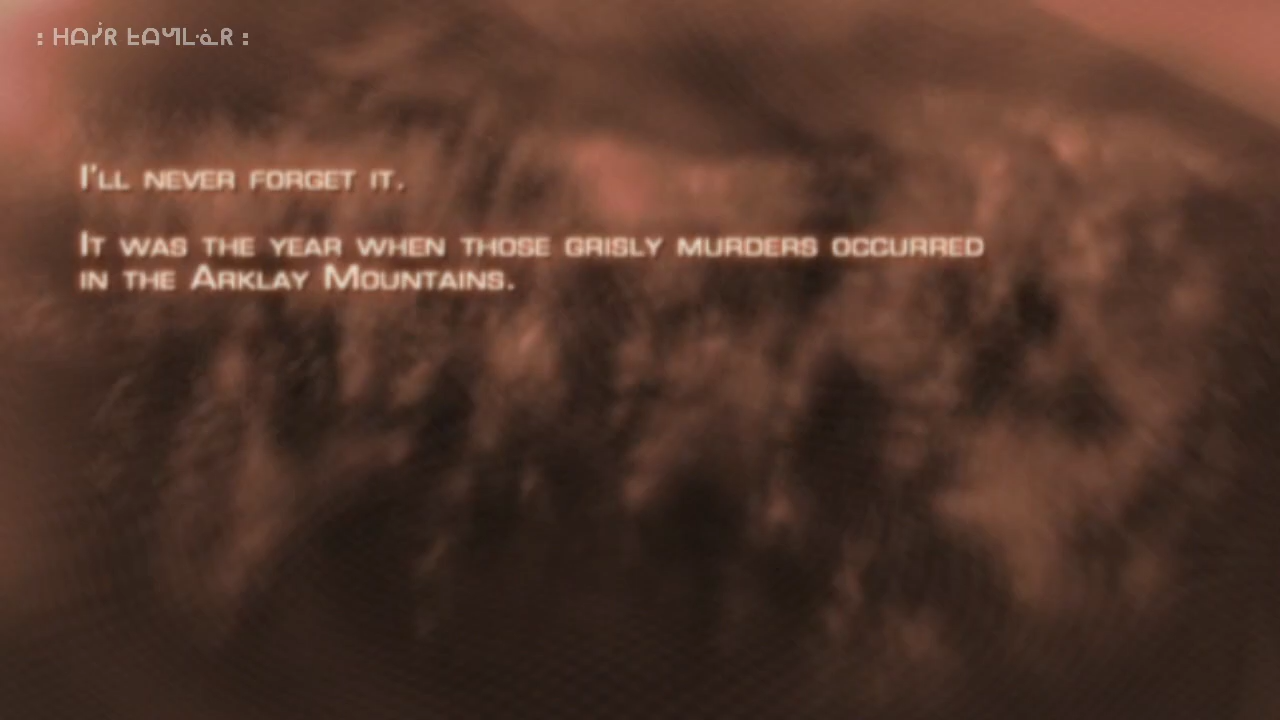 I'll never forget it.
It was the year when those grisly murders occurred
in the Arklay Mountains.